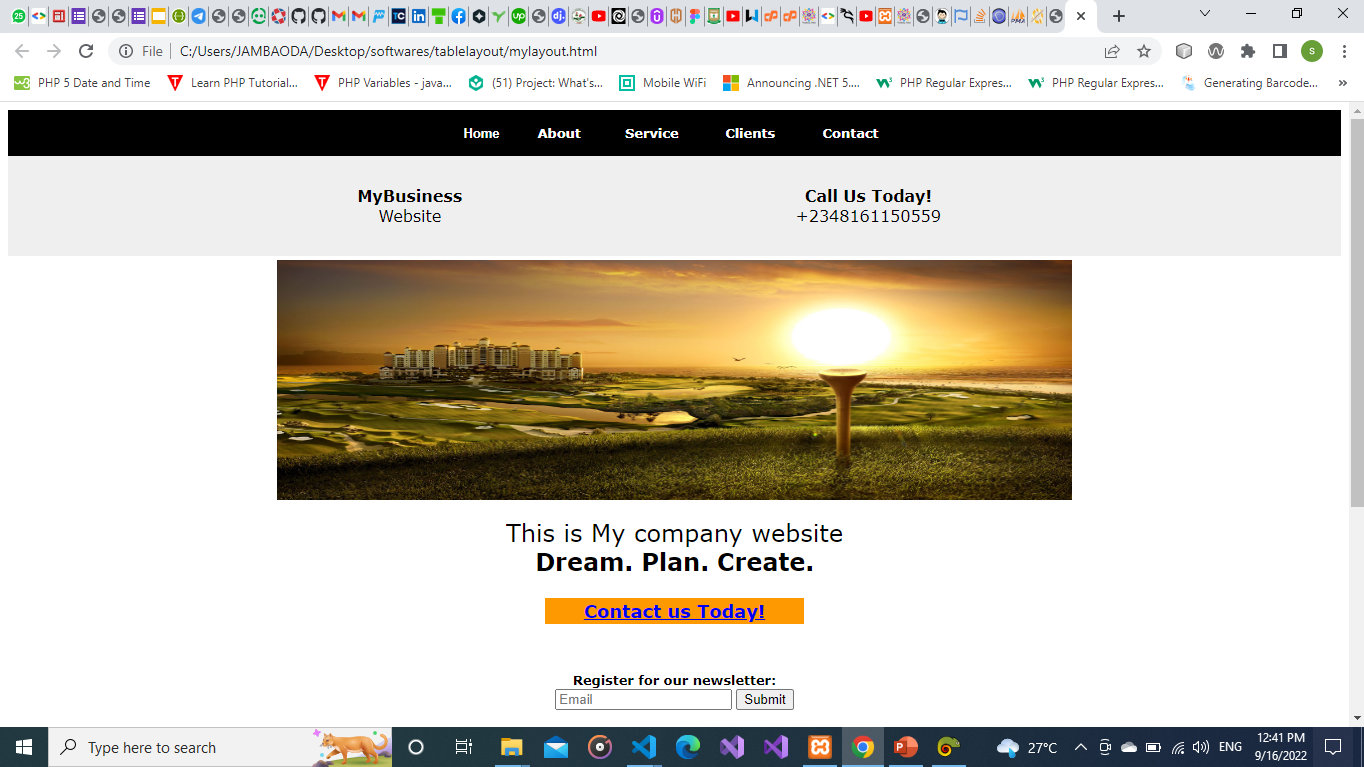 File
C:/Users/JAMBAODA/Desktop/softwares/tablelayout/mylayout.html
S
PHP 5 Date and Time
Learn PHP Tutorial...
PHP Variables - java...
(51) Project: What's...
Mobile WiFi
Announcing .NET 5....
PHP Regular Expres...
PHP Regular Expres...
Generating Barcode...
Home About Service Clients Contact
MyBusiness
Website
Call Us Today!
+2348161150559
This is My company website
Dream. Plan. Create.
Contact us Today!
Register for our newsletter:
Email Submit
Type here to search
27°C
ENG
12:41 PM
9/16/2022